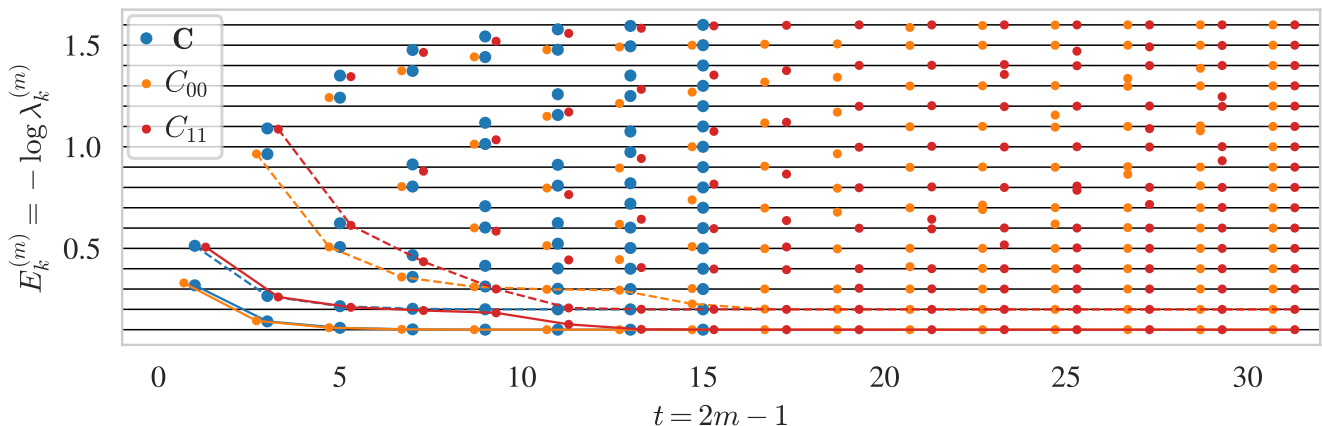 C
C₀₀
C₁₁
1.5
1.0
0.5
E_k^{(m)} = − log λ_k^{(m)}
0 5 10 15 20 25 30
t = 2m − 1